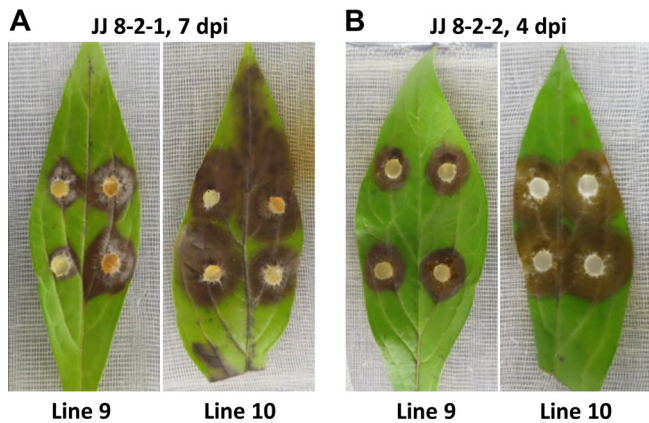 A JJ 8-2-1, 7 dpi
B JJ 8-2-2, 4 dpi
Line 9
Line 10
Line 9
Line 10